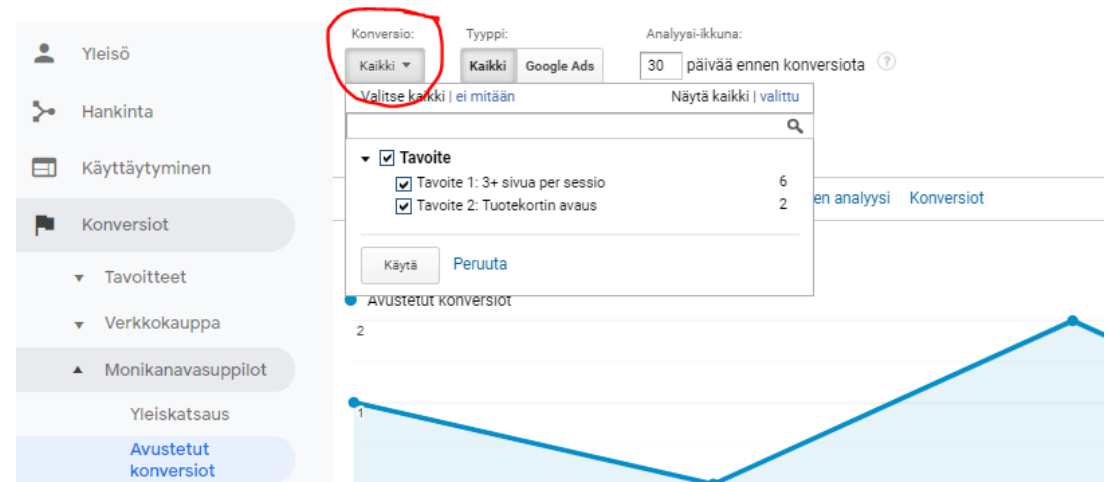 Yleisö
Hankinta
Käyttäytyminen
Konversiot
Tavoitteet
Verkkokauppa
Monikanavasuppilot
Yleiskatsaus
Avustetut
konversiot
Konversio: Tyyppi: Analyysi-ikkuna:
Kaikki Kaikki Google Ads 30 päivää ennen konversiota ?
Valitse kaikki | ei mitään Näytä kaikki | valittu
Tavoite
Tavoite 1: 3+ sivua per sessio 6
Tavoite 2: Tuotekortin avaus 2
en analyysi Konversiot
Käytä Peruuta
Avustetut konversiot
2
1